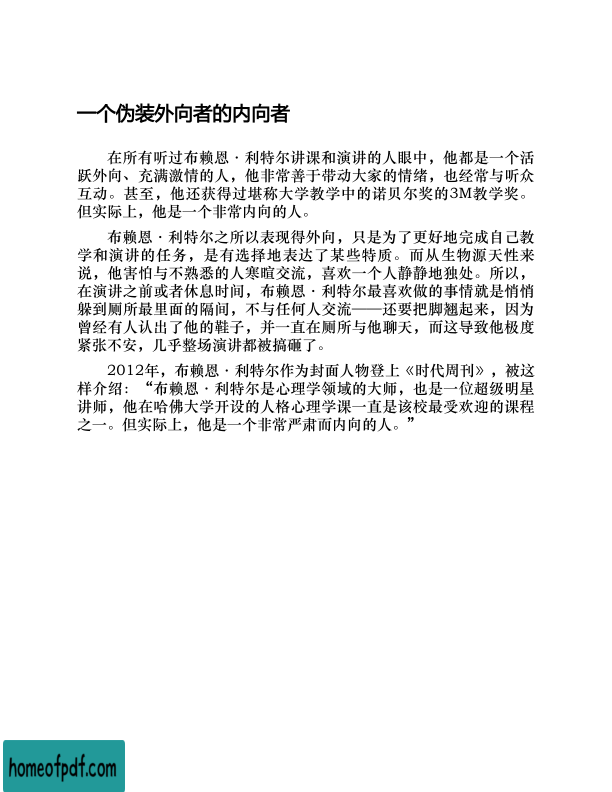 一个伪装外向者的内向者
在所有听过布赖恩·利特尔讲课和演讲的人眼中，他都是一个活
跃外向、充满激情的人，他非常善于带动大家的情绪，也经常与听众
互动。甚至，他还获得过堪称大学教学中的诺贝尔奖的3M教学奖。
但实际上，他是一个非常内向的人。
布赖恩·利特尔之所以表现得外向，只是为了更好地完成自己教
学和演讲的任务，是有选择地表达了某些特质。而从生物源天性来
说，他害怕与不熟悉的人寒暄交流，喜欢一个人静静地独处。所以，
在演讲之前或者休息时间，布赖恩·利特尔最喜欢做的事情就是悄悄
躲到厕所最里面的隔间，不与任何人交流——还要把脚翘起来，因为
曾经有人认出了他的鞋子，并一直在厕所与他聊天，而这导致他极度
紧张不安，几乎整场演讲都被搞砸了。
2012年，布赖恩·利特尔作为封面人物登上《时代周刊》，被这
样介绍：“布赖恩·利特尔是心理学领域的大师，也是一位超级明星
讲师，他在哈佛大学开设的人格心理学课一直是该校最受欢迎的课程
之一。但实际上，他是一个非常严肃而内向的人。”
homeofpdf.com